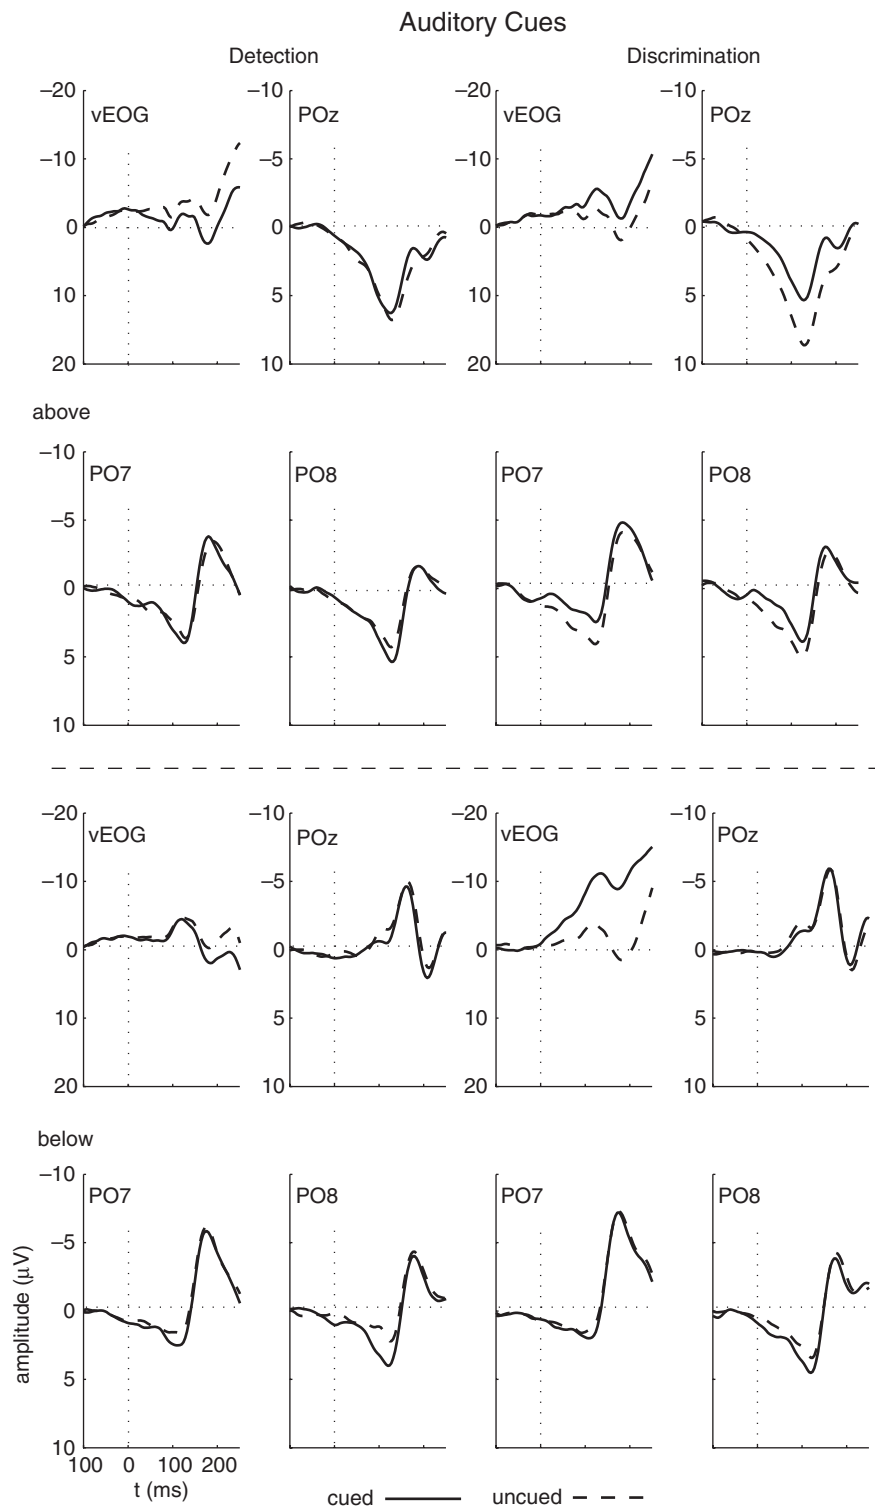 Auditory Cues
Detection Discrimination
−20 −10 −20 −10
vEOG POz vEOG POz
−10 −5 −10 −5
0 0 0 0
10 5 10 5
20 10 20 10
above
−10
PO7 PO8 PO7 PO8
−5
0
5
10
−20 −10 −20 −10
vEOG POz vEOG POz
−10 −5 −10 −5
0 0 0 0
10 5 10 5
20 10 20 10
below
−10
PO7 PO8 PO7 PO8
−5
0
5
10
amplitude (μV)
100 0 100 200
t (ms)
cued uncued